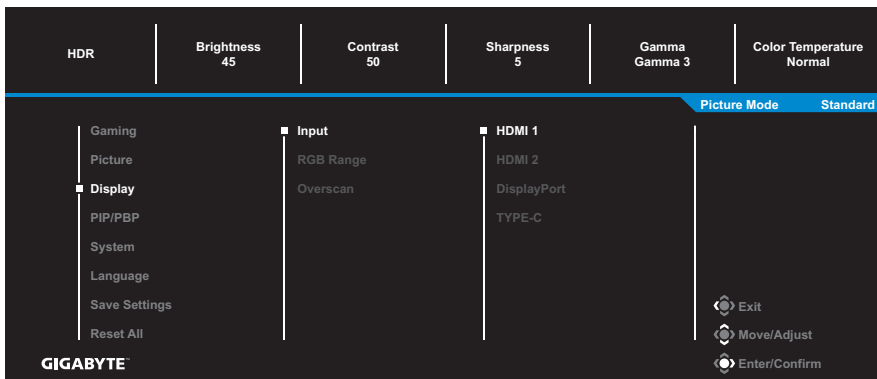 HDR
Brightness
45
Contrast
50
Sharpness
5
Gamma
Gamma 3
Color Temperature
Normal
Picture Mode Standard
Gaming
Picture
Display
PIP/PBP
System
Language
Save Settings
Reset All
Input
RGB Range
Overscan
HDMI 1
HDMI 2
DisplayPort
TYPE-C
Exit
Move/Adjust
Enter/Confirm
GIGABYTE™